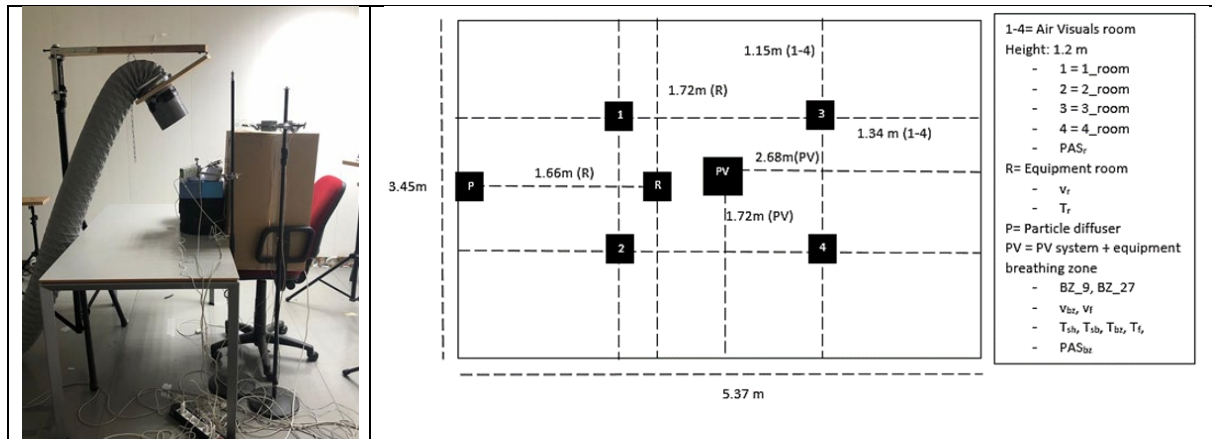 1.15m (1-4)
1.72m (R)
1
3
1.34 m (1-4)
2.68m(PV)
3.45m
1.66m (R)
P
R
PV
1.72m (PV)
2
4
5.37 m
1-4= Air Visuals room
Height: 1.2 m
- 1 = 1_room
- 2 = 2_room
- 3 = 3_room
- 4 = 4_room
- PASr
R= Equipment room
- vr
- Tr
P= Particle diffuser
PV = PV system + equipment
breathing zone
- BZ_9, BZ_27
- vbz, vf
- Tsh, Tsb, Tbz, Tf,
- PASbz